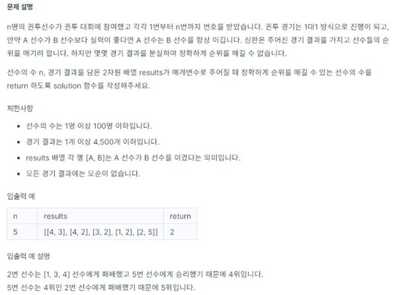 문제 설명
n명의 권투선수가 권투 대회에 참여했고 각각 1번부터 n번까지 번호를 받았습니다. 권투 경기는 1대1 방식으로 진행이 되고,
만약 A 선수가 B 선수보다 실력이 좋다면 A 선수는 B 선수를 항상 이깁니다. 심판은 주어진 경기 결과를 가지고 선수들의 순
위를 매기려 합니다. 하지만 몇몇 경기 결과를 분실하여 정확하게 순위를 매길 수 없습니다.
선수의 수 n, 경기 결과를 담은 2차원 배열 results가 매개변수로 주어질 때 정확하게 순위를 매길 수 있는 선수의 수를
return 하도록 solution 함수를 작성해주세요.
제한사항
• 선수의 수는 1명 이상 100명 이하입니다.
• 경기 결과는 1개 이상 4,500개 이하입니다.
• results 배열 각 행 [A, B]는 A 선수가 B 선수를 이겼다는 의미입니다.
• 모든 경기 결과에는 모순이 없습니다.
입출력 예
n results return
5 [[4, 3], [4, 2], [3, 2], [1, 2], [2, 5]] 2
입출력 예 설명
2번 선수는 [1, 3, 4] 선수에게 패배했고 5번 선수에게 승리했기 때문에 4위입니다.
5번 선수는 4위인 2번 선수에게 패배했기 때문에 5위입니다.